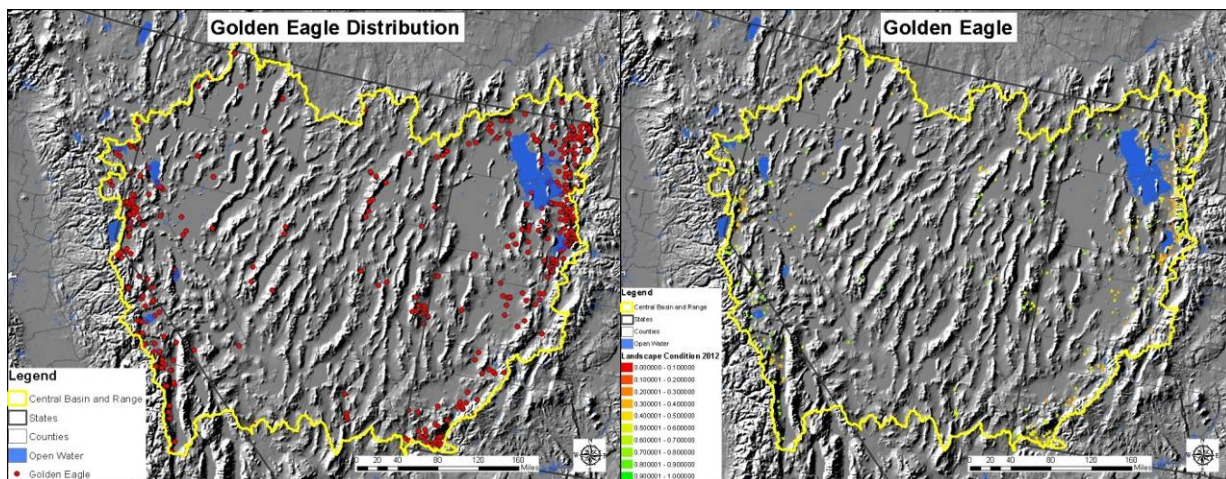 Golden Eagle Distribution
Legend
Central Basin and Range
States
Counties
Open Water
Golden Eagle
0 20 40 80 120 160
Miles
W E
S
Golden Eagle
Legend
Central Basin and Range
States
Counties
Open Water
Landscape Condition 2012
0.000000 - 0.100000
0.100001 - 0.200000
0.200001 - 0.300000
0.300001 - 0.400000
0.400001 - 0.500000
0.500001 - 0.600000
0.600001 - 0.700000
0.700001 - 0.800000
0.800001 - 0.900000
0.900001 - 1.000000
0 20 40 80 120 160
Miles
W E
S